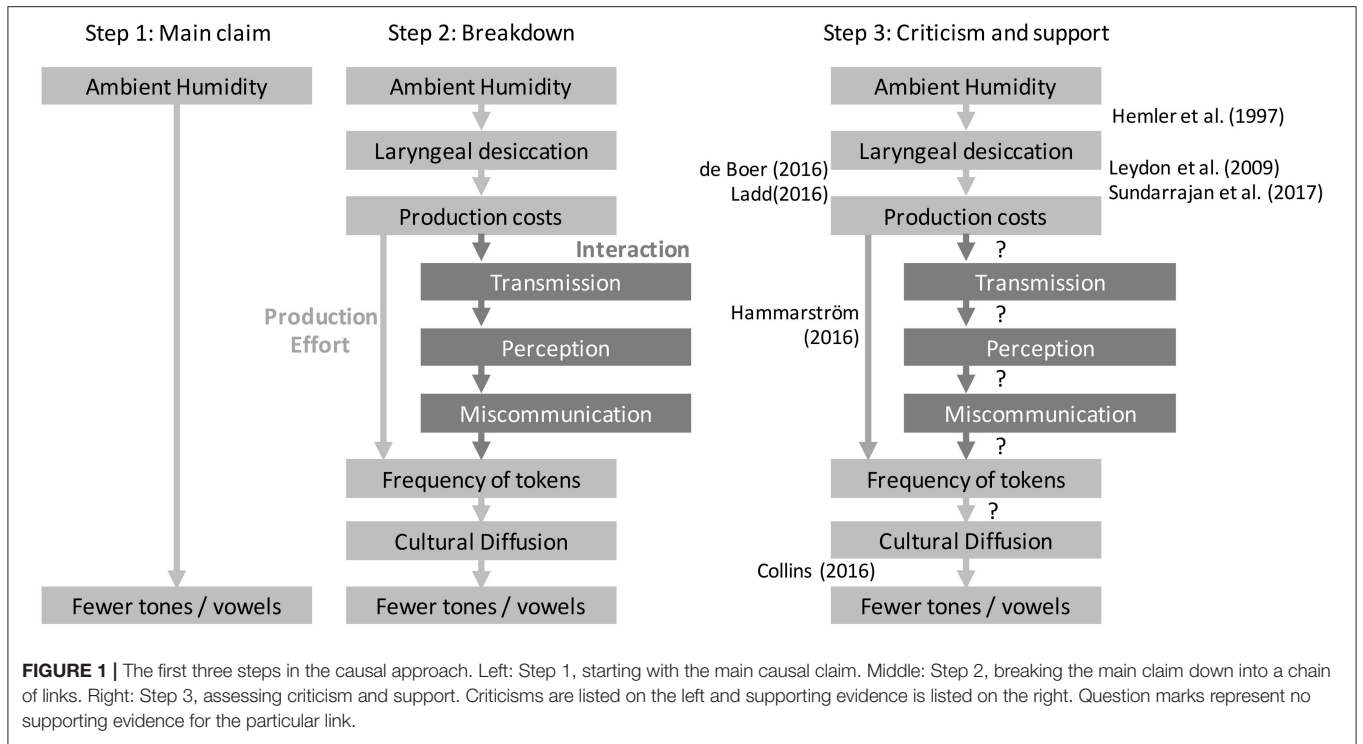 Step 1: Main claim
Ambient Humidity
Fewer tones / vowels
Step 2: Breakdown
Ambient Humidity
Laryngeal desiccation
Production costs
Interaction
Transmission
Production
Effort
Perception
Miscommunication
Frequency of tokens
Cultural Diffusion
Fewer tones / vowels
Step 3: Criticism and support
Ambient Humidity
Hemler et al. (1997)
Laryngeal desiccation
de Boer (2016)
Ladd(2016)
Leydon et al. (2009)
Sundarrajan et al. (2017)
Production costs
?
Transmission
?
Hammarström
(2016)
Perception
?
Miscommunication
?
Frequency of tokens
?
Cultural Diffusion
Collins (2016)
Fewer tones / vowels
FIGURE 1 | The first three steps in the causal approach. Left: Step 1, starting with the main causal claim. Middle: Step 2, breaking the main claim down into a chain
of links. Right: Step 3, assessing criticism and support. Criticisms are listed on the left and supporting evidence is listed on the right. Question marks represent no
supporting evidence for the particular link.